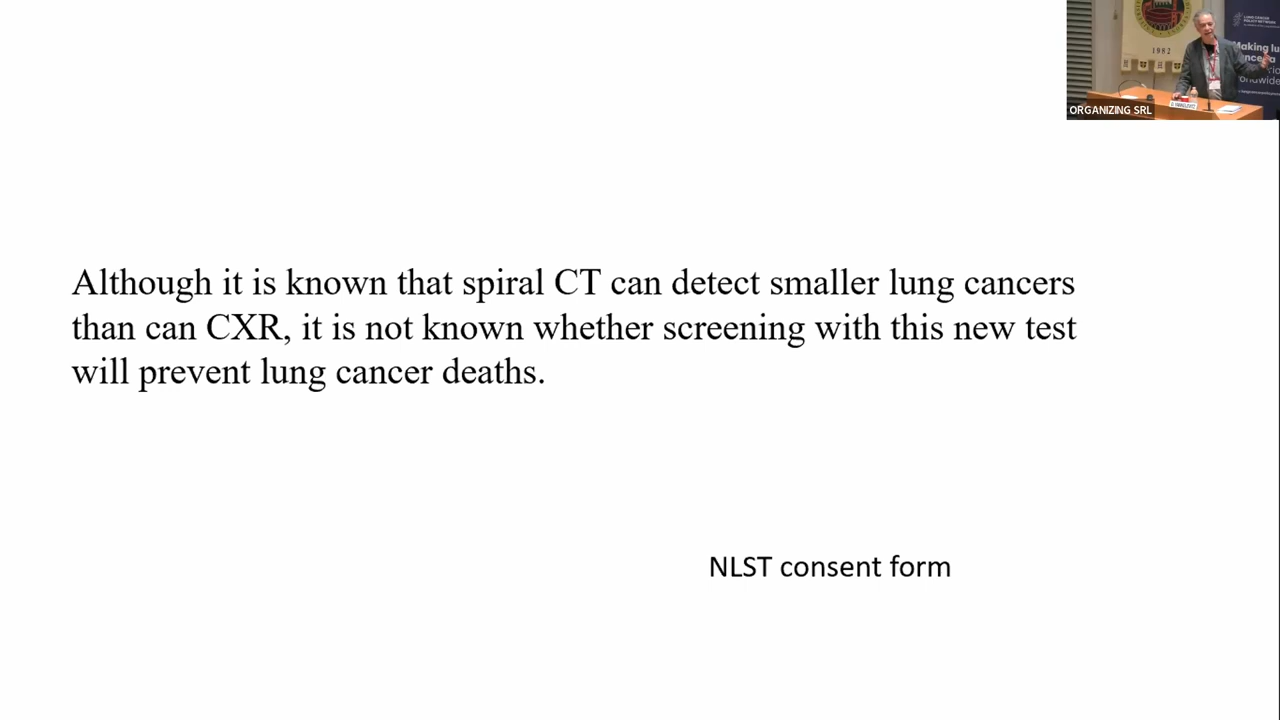 1992
ORGANIZING SRL
Although it is known that spiral CT can detect smaller lung cancers
than can CXR, it is not known whether screening with this new test
will prevent lung cancer deaths.
NLST consent form